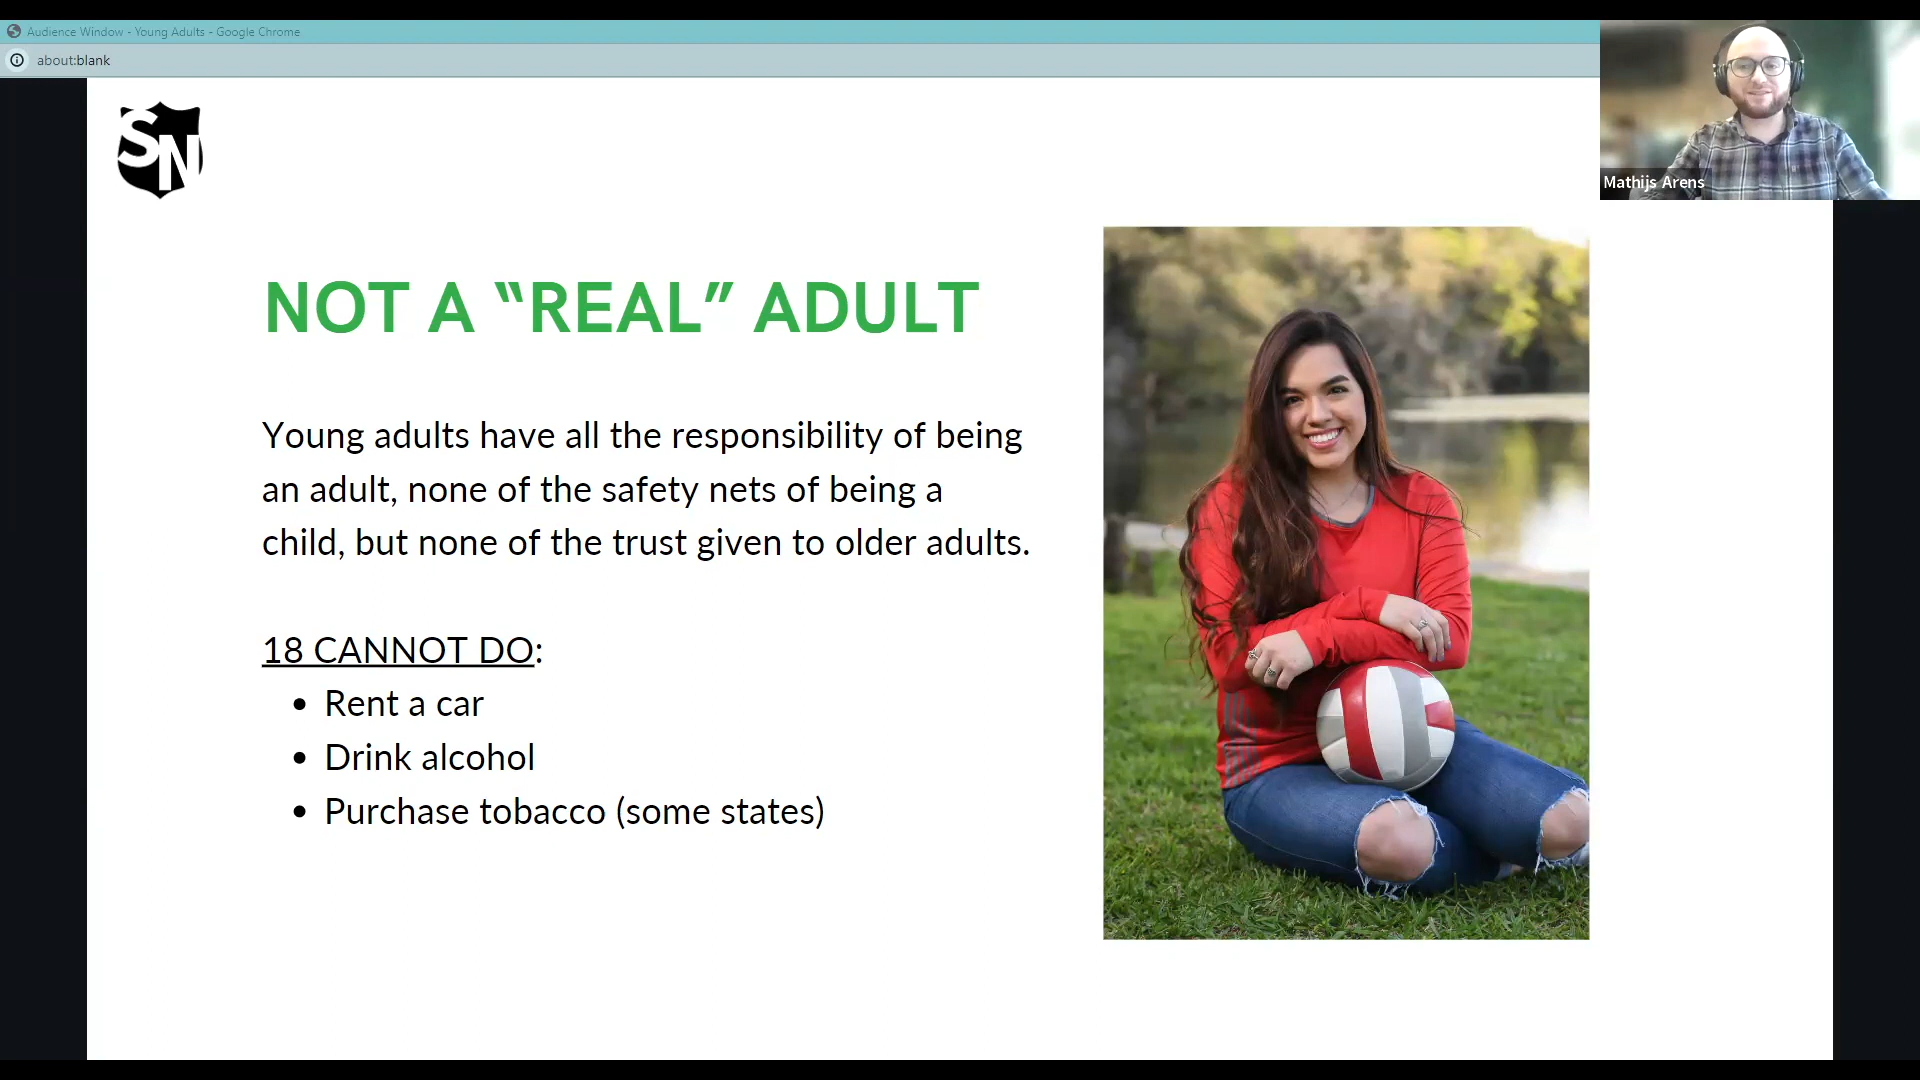 Audience Window - Young Adults - Google Chrome
about:blank
Mathijs Arens
SN
NOT A “REAL” ADULT
Young adults have all the responsibility of being
an adult, none of the safety nets of being a
child, but none of the trust given to older adults.
18 CANNOT DO:
• Rent a car
• Drink alcohol
• Purchase tobacco (some states)